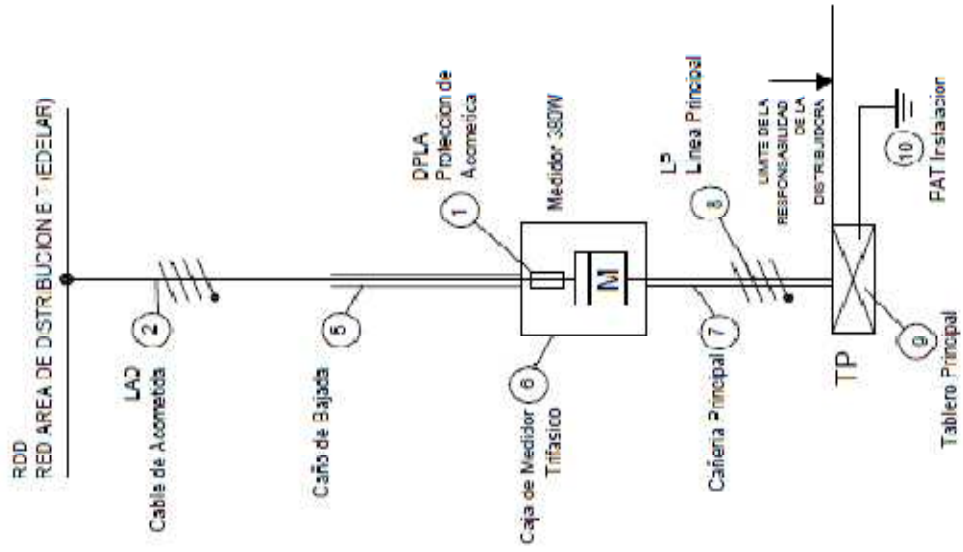 RDD
RED AREA DE DISTRIBUCION B T (EDELAR)
LAD
Cable de Acometida
2
Caño de Bajada
5
DPLA
Proteccion de
Acometica
1
Medidor 380W
M
Caja de Medidor
Trifasico
6
Cañeria Principal
7
LP
Linea Principal
8
LIMITE DE LA
RESPONSABILIDAD
DE LA
DISTRIBUIDORA
TP
Tablero Principal
9
10
PAT Instalacion